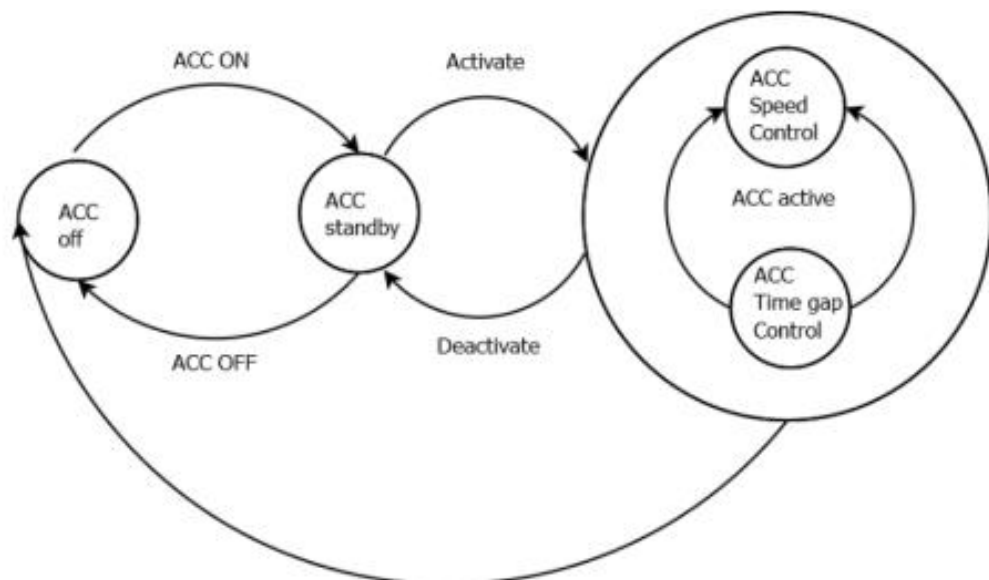 ACC ON
Activate
ACC
Speed
Control
ACC
off
ACC
standby
ACC active
ACC
Time gap
Control
ACC OFF
Deactivate